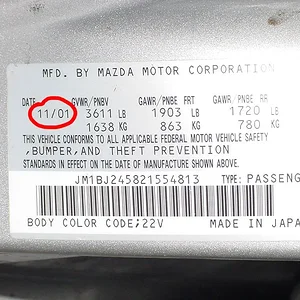 MFD. BY MAZDA MOTOR CORPORATION
DATE GVWR/PNBV GAWR/PNBE FRT GAWR/PNBE RR
11/01 3611 LB 1903 LB 1720 LB
1638 KG 863 KG 780 KG
THIS VEHICLE CONFORMS TO ALL APPLICABLE FEDERAL MOTOR VEHICLE SAFETY
,BUMPER,AND THEFT PREVENTION
STANDARDS IN EFFECT ON THE DATE OF MANUFACTURE SHOWN ABOVE.
JM1BJ245821554813 TYPE: PASSENG
BODY COLOR CODE;22V MADE IN JAPA